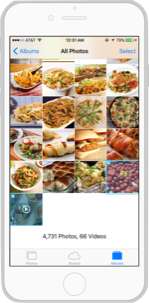 AT&T 10:31 AM 79%
Albums All Photos Select
4,731 Photos, 66 Videos
Photos Shared Albums